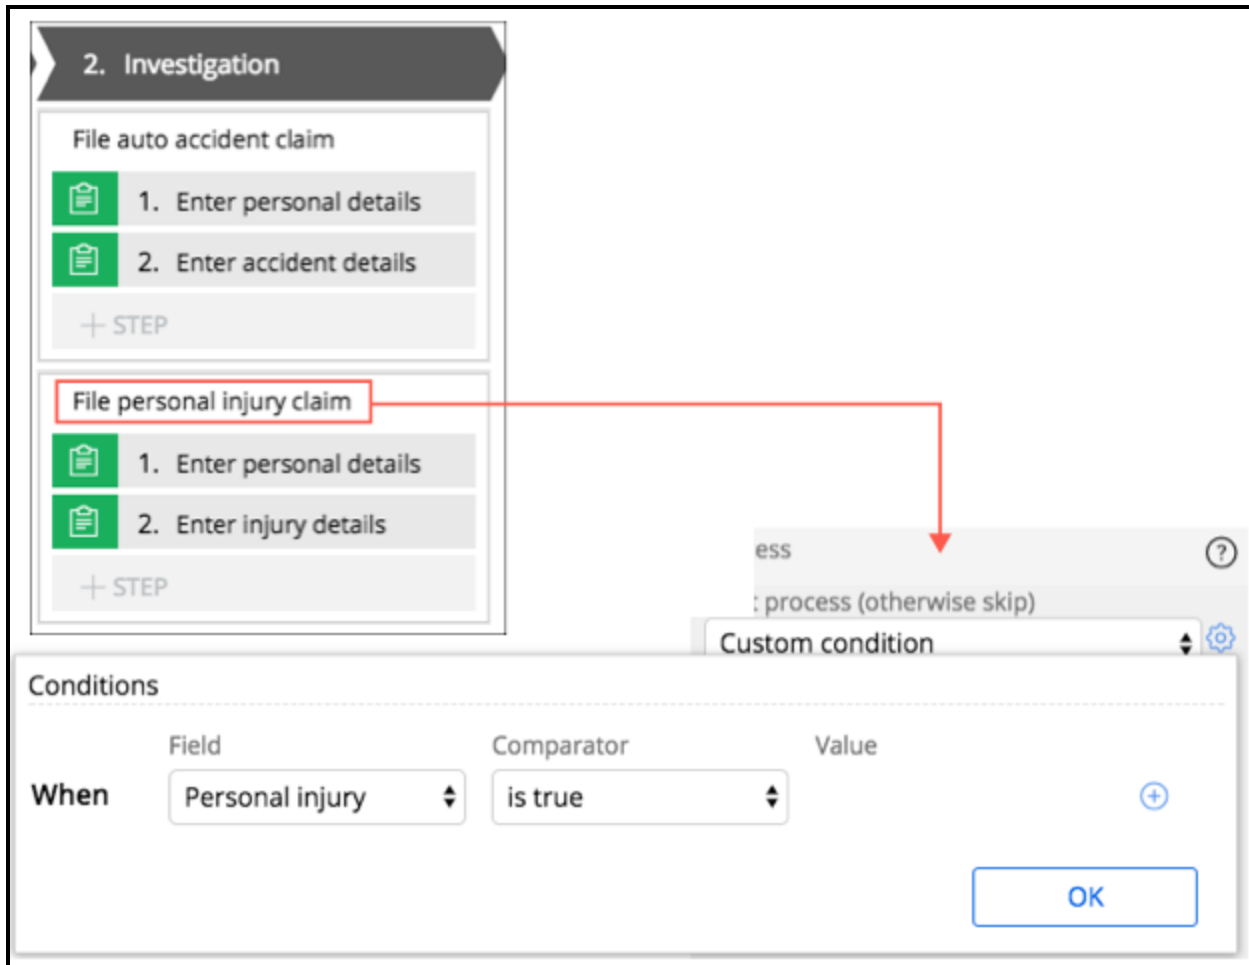 2. Investigation
File auto accident claim
1. Enter personal details
2. Enter accident details
+ STEP
File personal injury claim
1. Enter personal details
2. Enter injury details
+ STEP
ess
?
: process (otherwise skip)
Custom condition
Conditions
Field Comparator Value
When Personal injury is true
OK